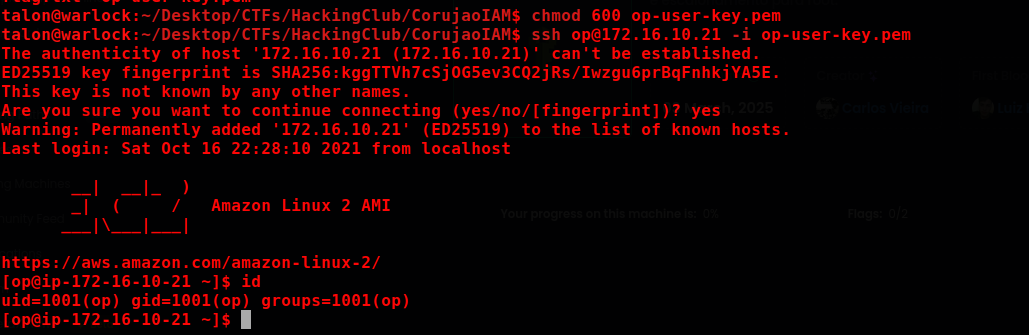 talon@warlock:~/Desktop/CTFs/HackingClub/CorujaoIAM$ chmod 600 op-user-key.pem
talon@warlock:~/Desktop/CTFs/HackingClub/CorujaoIAM$ ssh op@172.16.10.21 -i op-user-key.pem
The authenticity of host '172.16.10.21 (172.16.10.21)' can't be established.
ED25519 key fingerprint is SHA256:kggTTVh7cSjOG5ev3CQ2jRs/Iwzgu6prBqFnhkjYA5E.
This key is not known by any other names.
Are you sure you want to continue connecting (yes/no/[fingerprint])? yes
2025
Carlos Vieira
Warning: Permanently added '172.16.10.21' (ED25519) to the list of known hosts.
Last login: Sat Oct 16 22:28:10 2021 from localhost
       __|  __|_  )
       _|  (     /   Amazon Linux 2 AMI
      ___|\___|___|
Your progress on this machine is: 0%
Flags: 0/2
https://aws.amazon.com/amazon-linux-2/
[op@ip-172-16-10-21 ~]$ id
uid=1001(op) gid=1001(op) groups=1001(op)
[op@ip-172-16-10-21 ~]$